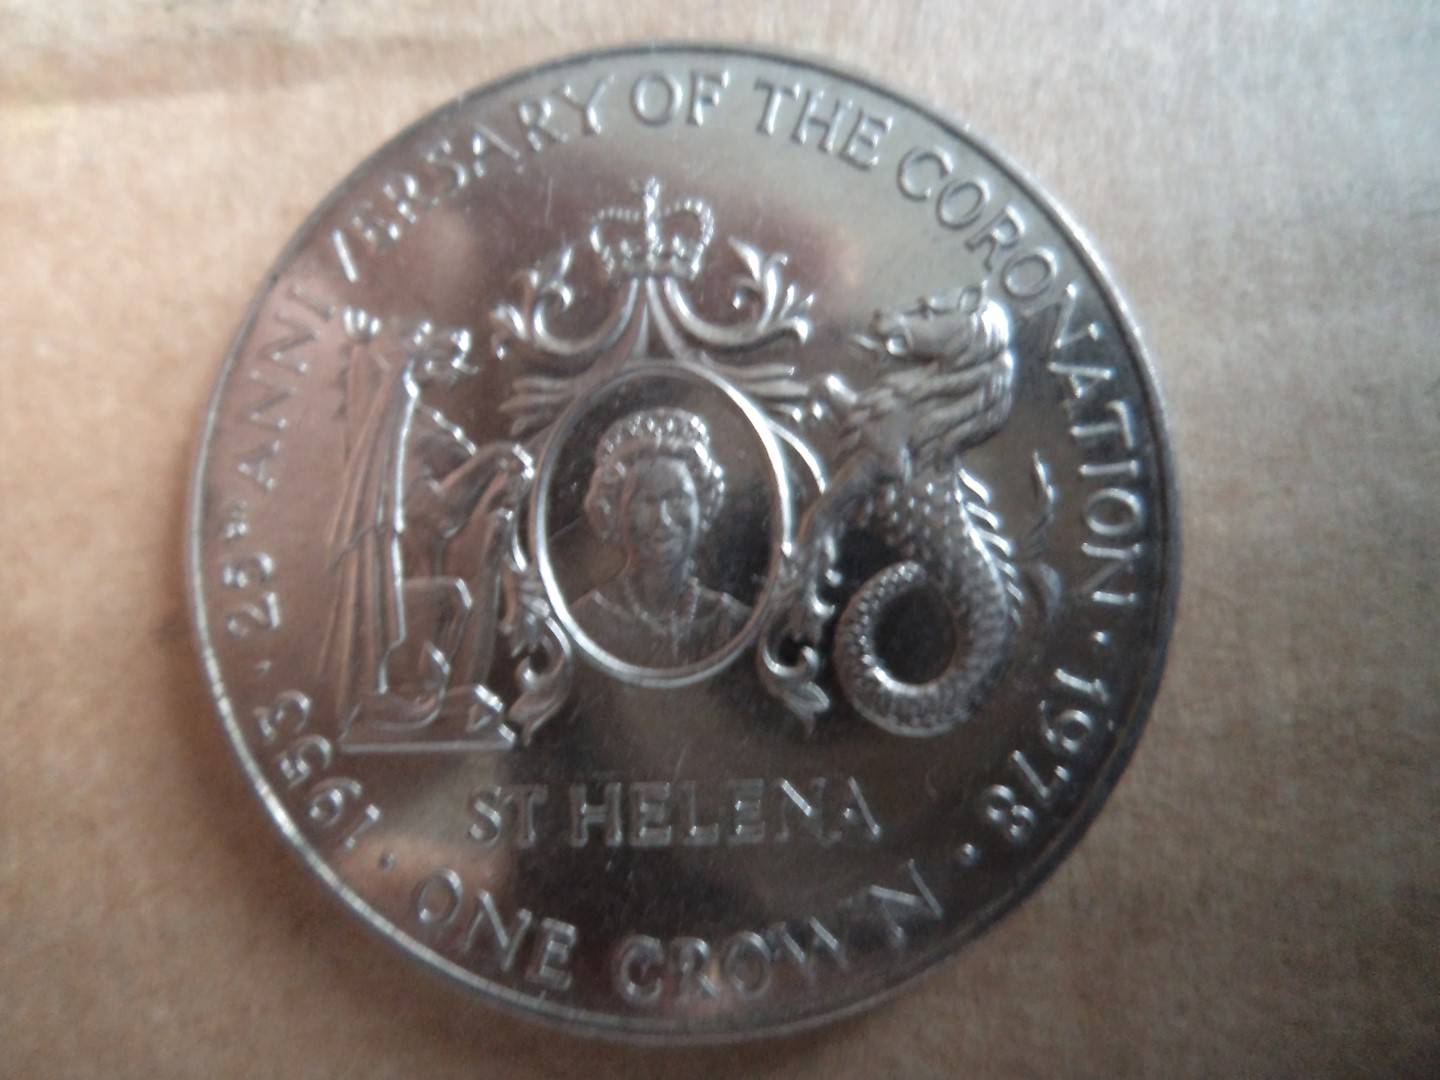 · 1953 · 25TH ANNIVERSARY OF THE CORONATION · 1978 ·
ST HELENA
ONE CROWN